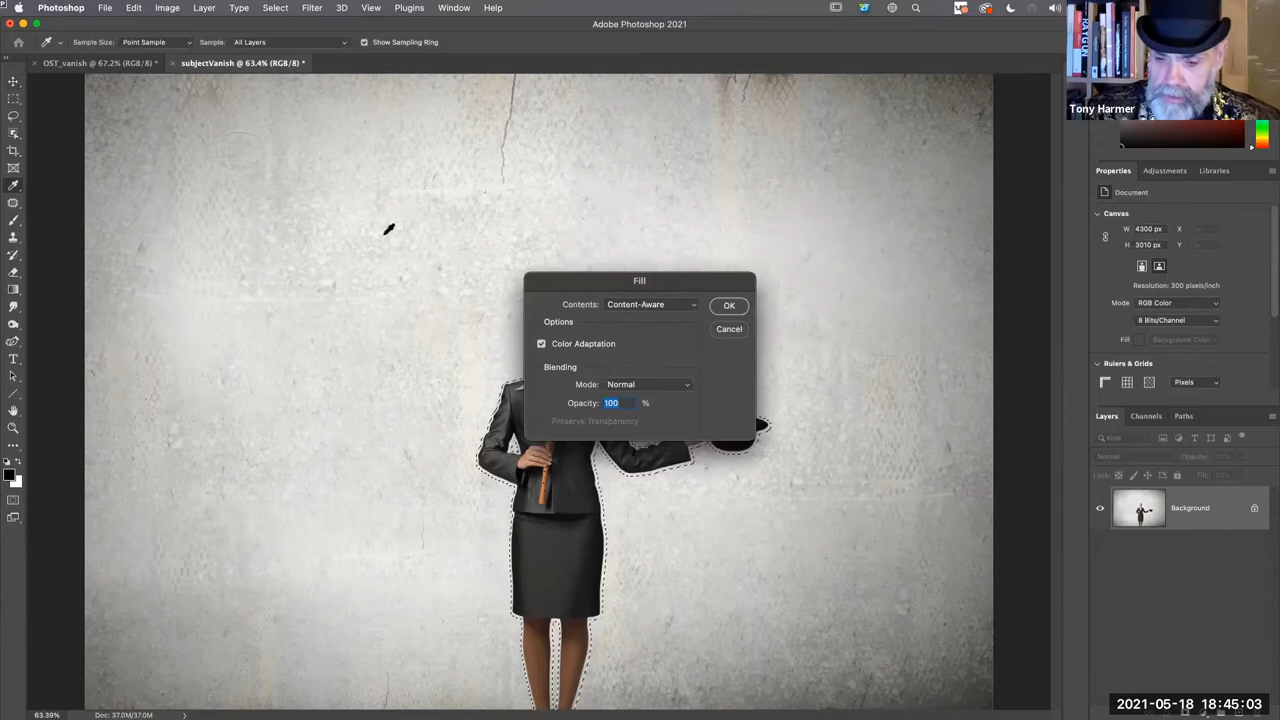 Photoshop File Edit Image Layer Type Select Filter 3D View Plugins Window Help
Adobe Photoshop 2021
Sample Size: Point Sample Sample: All Layers Show Sampling Ring
OST_vanish @ 67.2% (RGB/8) * subjectVanish @ 63.4% (RGB/8) *
Tony Harmer
Properties Adjustments Libraries
Document
Canvas
W 4300 px X
H 3010 px Y
Resolution: 300 pixels/inch
Mode RGB Color
8 Bits/Channel
Fill Background Color
Rulers & Grids
Pixels
Layers Channels Paths
Kind
Normal Opacity: 100%
Lock: Fill: 100%
Background
Fill
Contents: Content-Aware OK
Options
Cancel
Color Adaptation
Blending
Mode: Normal
Opacity: 100 %
Preserve Transparency
2021-05-18 18:45:03
63.39% Doc: 37.0M/37.0M